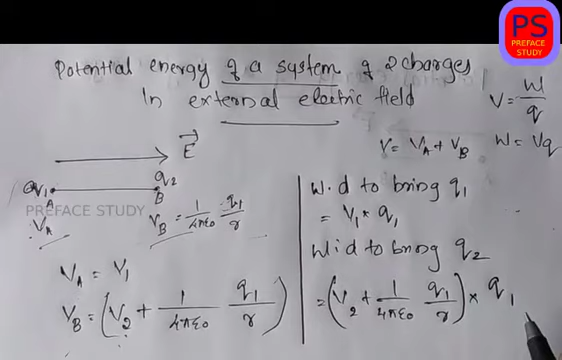 PS
PREFACE
STUDY
Potential energy of a system of 2 charges
In external electric field
V = W/q
V = V_A + V_B
W = Vq
E⃗
q₁ q₂
A B
PREFACE STUDY
V_A
V_B = 1/4πε₀ · q₁/r
V_A = V₁
V_B = (V₂ + 1/4πε₀ q₁/r)
W.d to bring q₁
= V₁ × q₁
W.d to bring q₂
= (V₂ + 1/4πε₀ q₁/r) × q₁